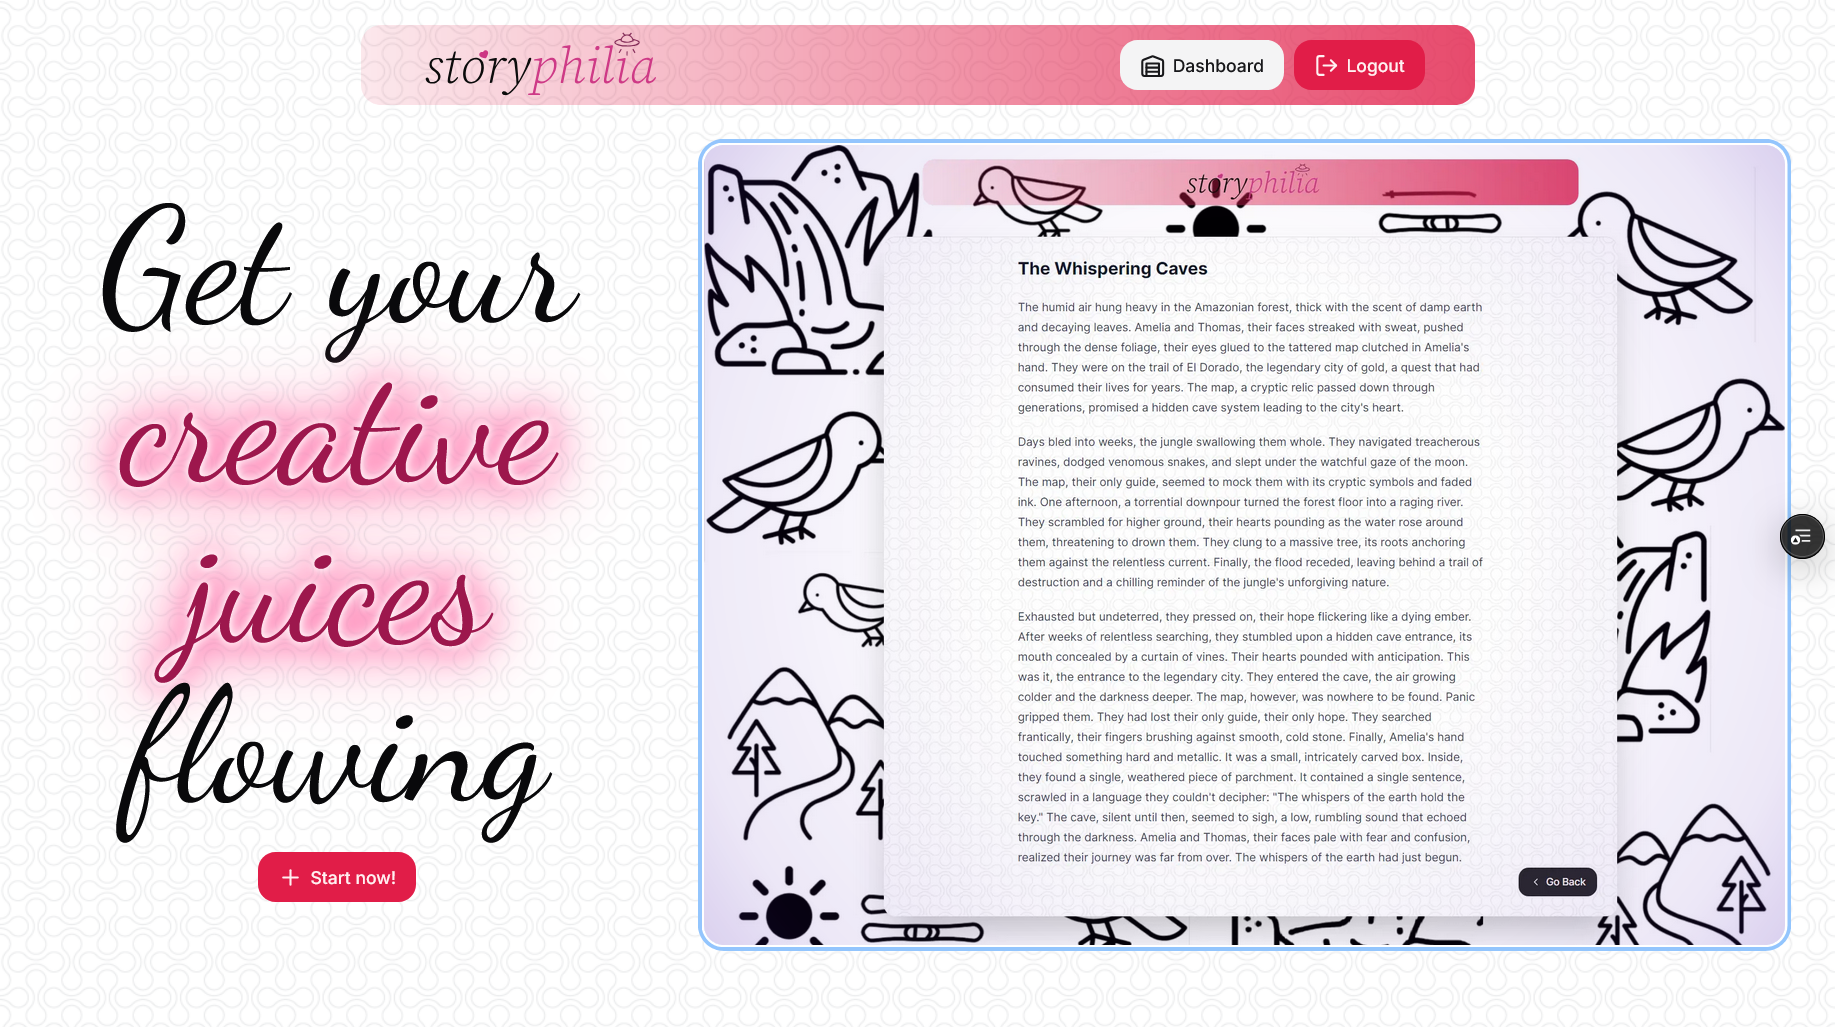 storyphilia
Dashboard
Logout
Get your
creative
juices
flowing
Start now!
storyphilia
The Whispering Caves
The humid air hung heavy in the Amazonian forest, thick with the scent of damp earth
and decaying leaves. Amelia and Thomas, their faces streaked with sweat, pushed
through the dense foliage, their eyes glued to the tattered map clutched in Amelia's
hand. They were on the trail of El Dorado, the legendary city of gold, a quest that had
consumed their lives for years. The map, a cryptic relic passed down through
generations, promised a hidden cave system leading to the city's heart.
Days bled into weeks, the jungle swallowing them whole. They navigated treacherous
ravines, dodged venomous snakes, and slept under the watchful gaze of the moon.
The map, their only guide, seemed to mock them with its cryptic symbols and faded
ink. One afternoon, a torrential downpour turned the forest floor into a raging river.
They scrambled for higher ground, their hearts pounding as the water rose around
them, threatening to drown them. They clung to a massive tree, its roots anchoring
them against the relentless current. Finally, the flood receded, leaving behind a trail of
destruction and a chilling reminder of the jungle's unforgiving nature.
Exhausted but undeterred, they pressed on, their hope flickering like a dying ember.
After weeks of relentless searching, they stumbled upon a hidden cave entrance, its
mouth concealed by a curtain of vines. Their hearts pounded with anticipation. This
was it, the entrance to the legendary city. They entered the cave, the air growing
colder and the darkness deeper. The map, however, was nowhere to be found. Panic
gripped them. They had lost their only guide, their only hope. They searched
frantically, their fingers brushing against smooth, cold stone. Finally, Amelia's hand
touched something hard and metallic. It was a small, intricately carved box. Inside,
they found a single, weathered piece of parchment. It contained a single sentence,
scrawled in a language they couldn't decipher: "The whispers of the earth hold the
key." The cave, silent until then, seemed to sigh, a low, rumbling sound that echoed
through the darkness. Amelia and Thomas, their faces pale with fear and confusion,
realized their journey was far from over. The whispers of the earth had just begun.
Go Back